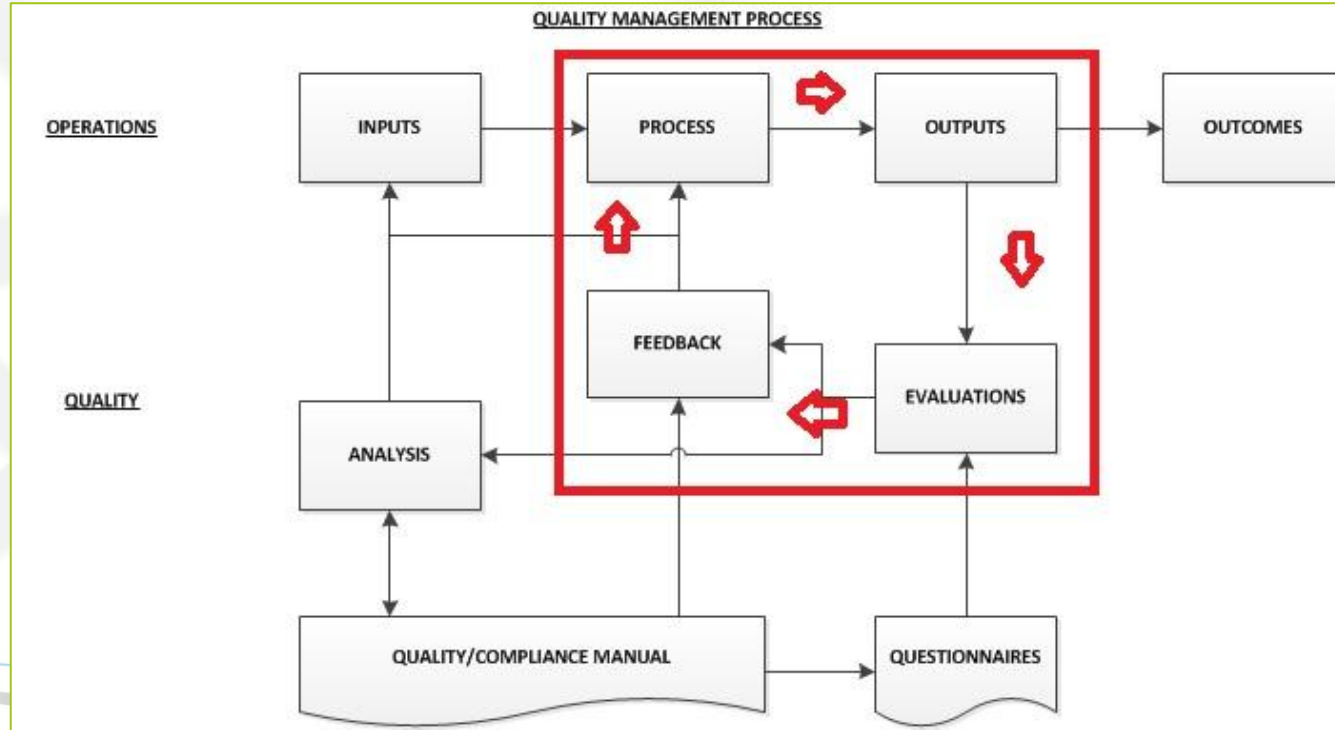 QUALITY MANAGEMENT PROCESS
OPERATIONS
INPUTS
PROCESS
OUTPUTS
OUTCOMES
QUALITY
FEEDBACK
EVALUATIONS
ANALYSIS
QUALITY/COMPLIANCE MANUAL
QUESTIONNAIRES